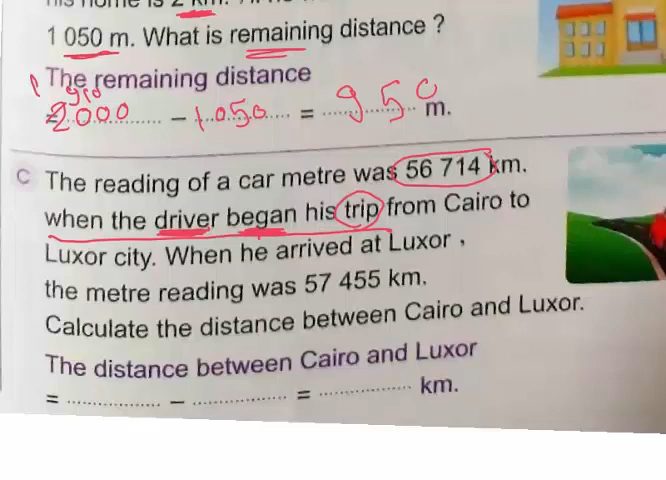 his home is 2 km.
1 050 m. What is remaining distance ?
The remaining distance
= 2000 – 1050 = 950 m.
C The reading of a car metre was 56 714 km.
when the driver began his trip from Cairo to
Luxor city. When he arrived at Luxor ,
the metre reading was 57 455 km.
Calculate the distance between Cairo and Luxor.
The distance between Cairo and Luxor
= .................... – .................... = .................... km.